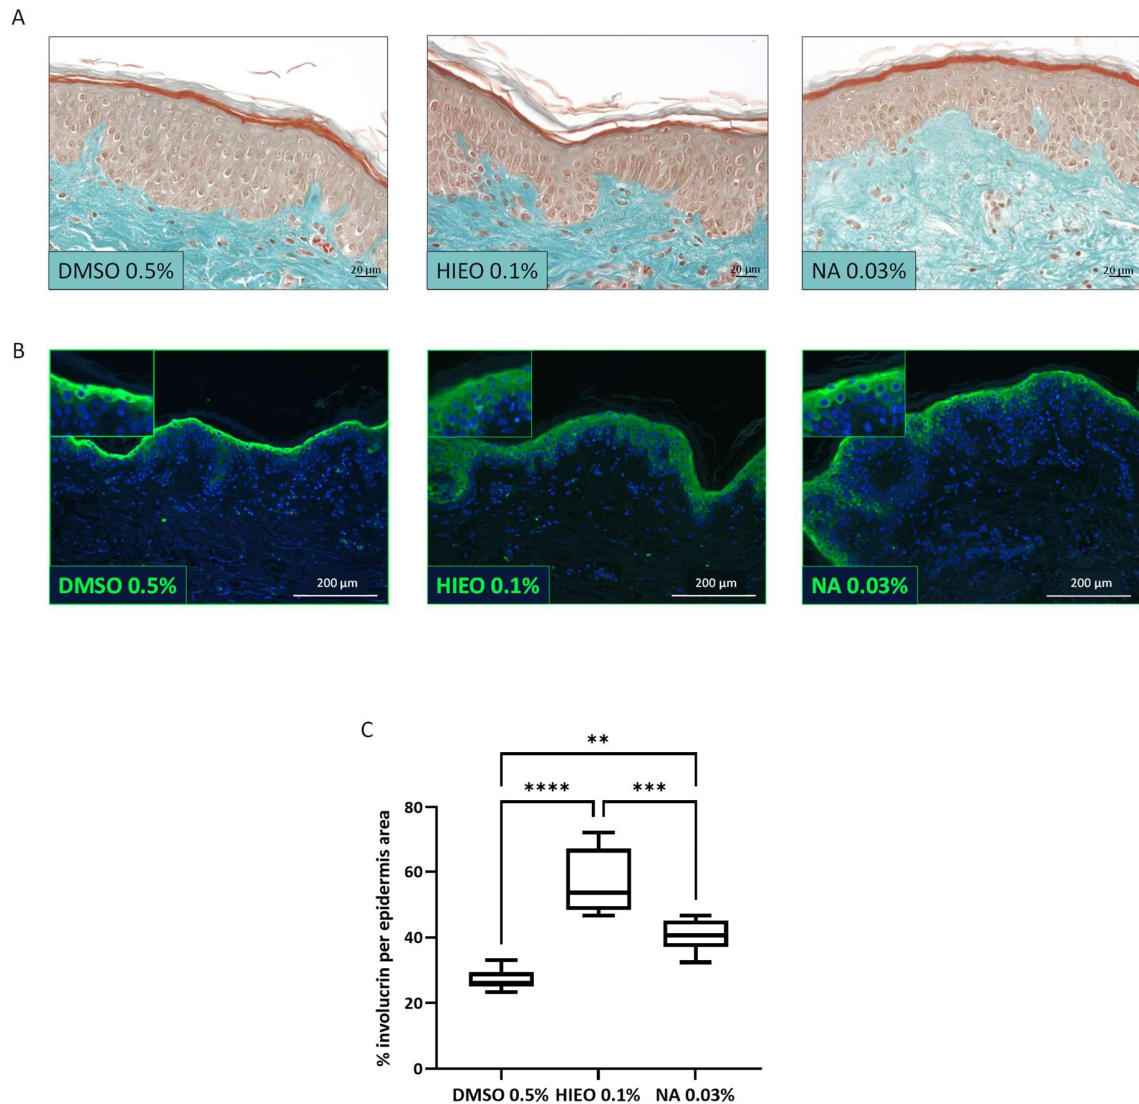 A
DMSO 0.5%
20 µm
HIEO 0.1%
20 µm
NA 0.03%
20 µm
B
DMSO 0.5%
200 µm
HIEO 0.1%
200 µm
NA 0.03%
200 µm
C
**
**** ***
% involucrin per epidermis area
80
60
40
20
0
DMSO 0.5% HIEO 0.1% NA 0.03%